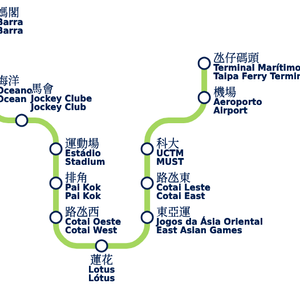 媽閣
Barra
Barra
海洋
Oceano
Ocean
馬會
Jockey Clube
Jockey Club
運動場
Estádio
Stadium
排角
Pai Kok
Pai Kok
路氹西
Cotai Oeste
Cotai West
蓮花
Lotus
Lótus
氹仔碼頭
Terminal Marítimo
Taipa Ferry Termin
機場
Aeroporto
Airport
科大
UCTM
MUST
路氹東
Cotai Leste
Cotai East
東亞運
Jogos da Ásia Oriental
East Asian Games